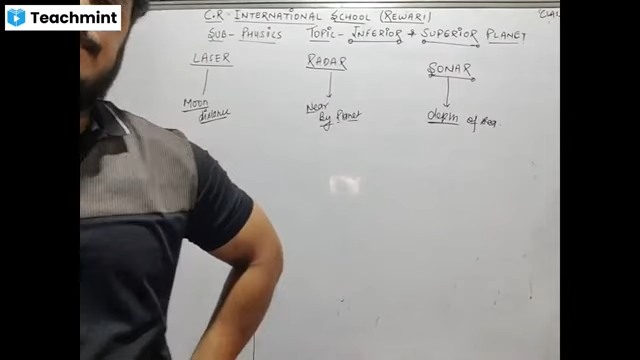 Teachmint
C.R. INTERNATIONAL SCHOOL (REWARI)
SUB- PHYSICS TOPIC- INFERIOR & SUPERIOR PLANET
LASER RADAR SONAR
Moon distance
Near By Planet
depth of sea.